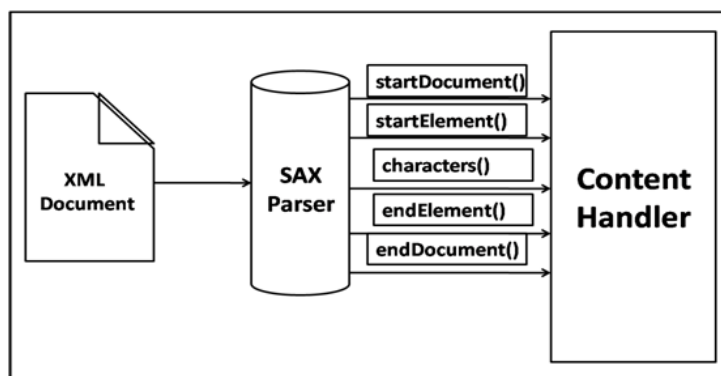 XML
Document
SAX
Parser
startDocument()
startElement()
characters()
endElement()
endDocument()
Content
Handler